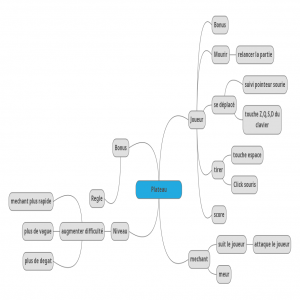 Bonus
Mourir
relancer la partie
Joueur
se déplacé
suivi pointeur sourie
touche Z,Q,S,D du
clavier
tirer
touche espace
Click souris
score
Plateau
Bonus
Regle
Niveau
augmenter difficulté
mechant plus rapide
plus de vague
plus de degat
mechant
suit le joueur
attaque le joueur
meur